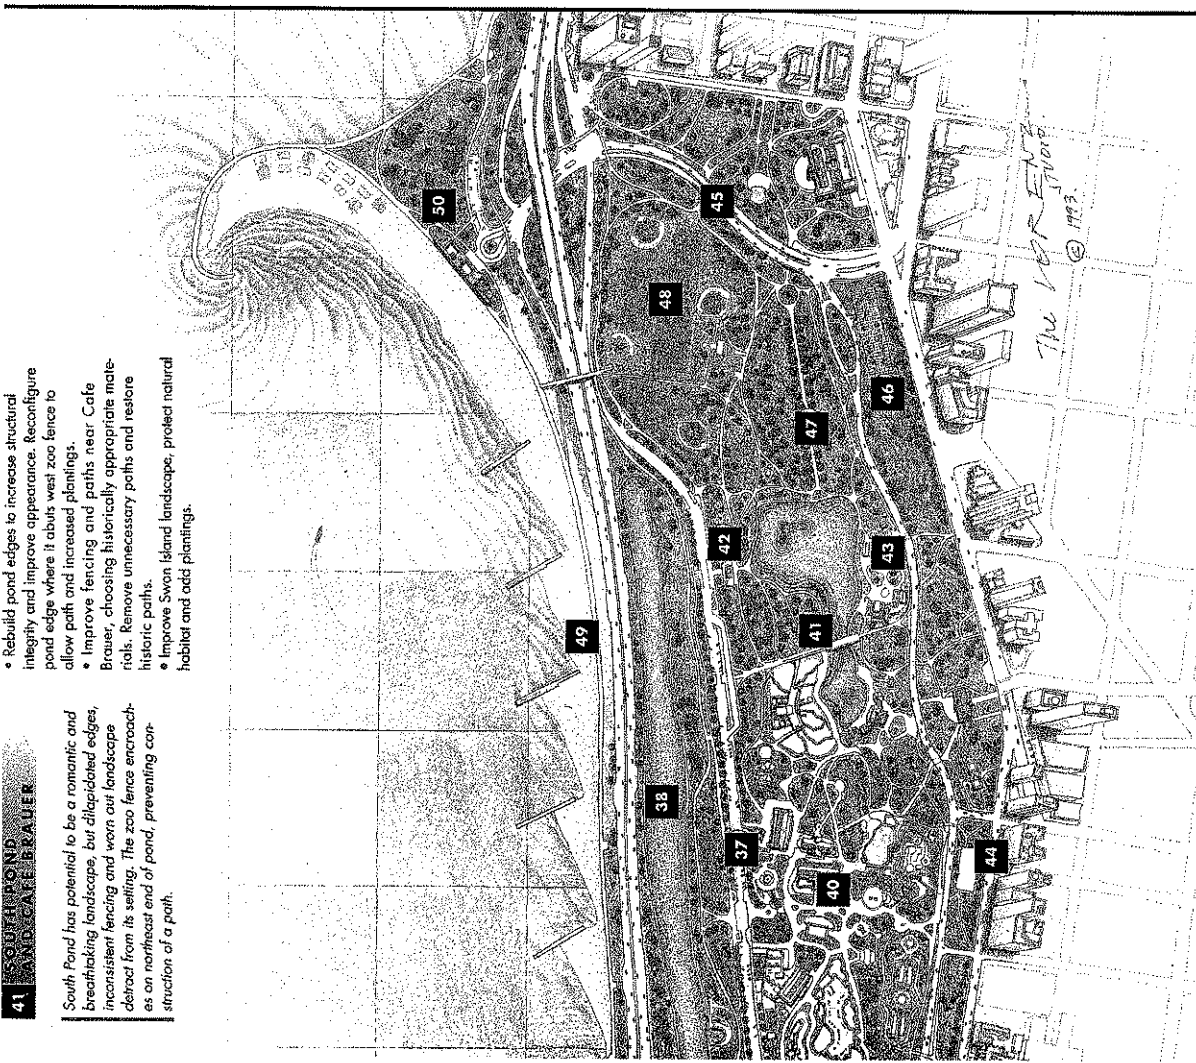 41 SOUTH POND
AND CAFE BRAUER
South Pond has potential to be a romantic and
breathtaking landscape, but dilapidated edges,
inconsistent fencing and worn out landscape
detract from its setting. The zoo fence encroach-
es on northeast end of pond, preventing con-
struction of a path.
• Rebuild pond edges to increase structural
integrity and improve appearance. Reconfigure
pond edge where it abuts west zoo fence to
allow path and increased plantings.
• Improve fencing and paths near Cafe
Brauer, choosing historically appropriate mate-
rials. Remove unnecessary paths and restore
historic paths.
• Improve Swan Island landscape, protect natural
habitat and add plantings.
50
49
48
38
45
42
37
47
41
40
46
43
44
The
© 1993.